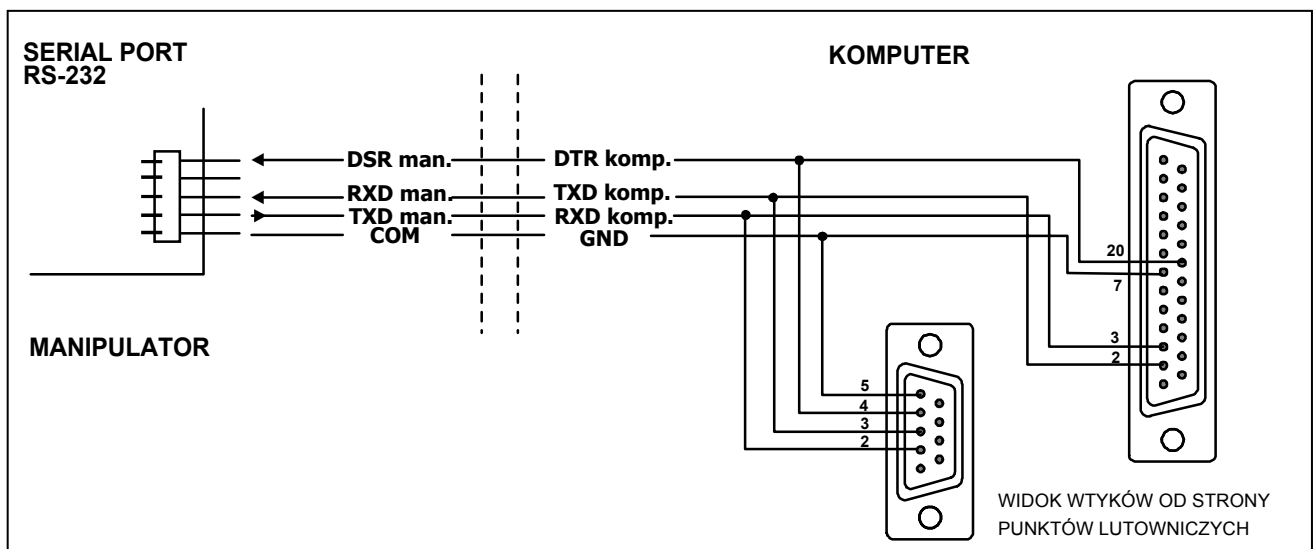 SERIAL PORT
RS-232
KOMPUTER
DSR man.
DTR komp.
RXD man.
TXD komp.
TXD man.
RXD komp.
COM
GND
20
7
3
2
MANIPULATOR
5
4
3
2
WIDOK WTYKÓW OD STRONY
PUNKTÓW LUTOWNICZYCH